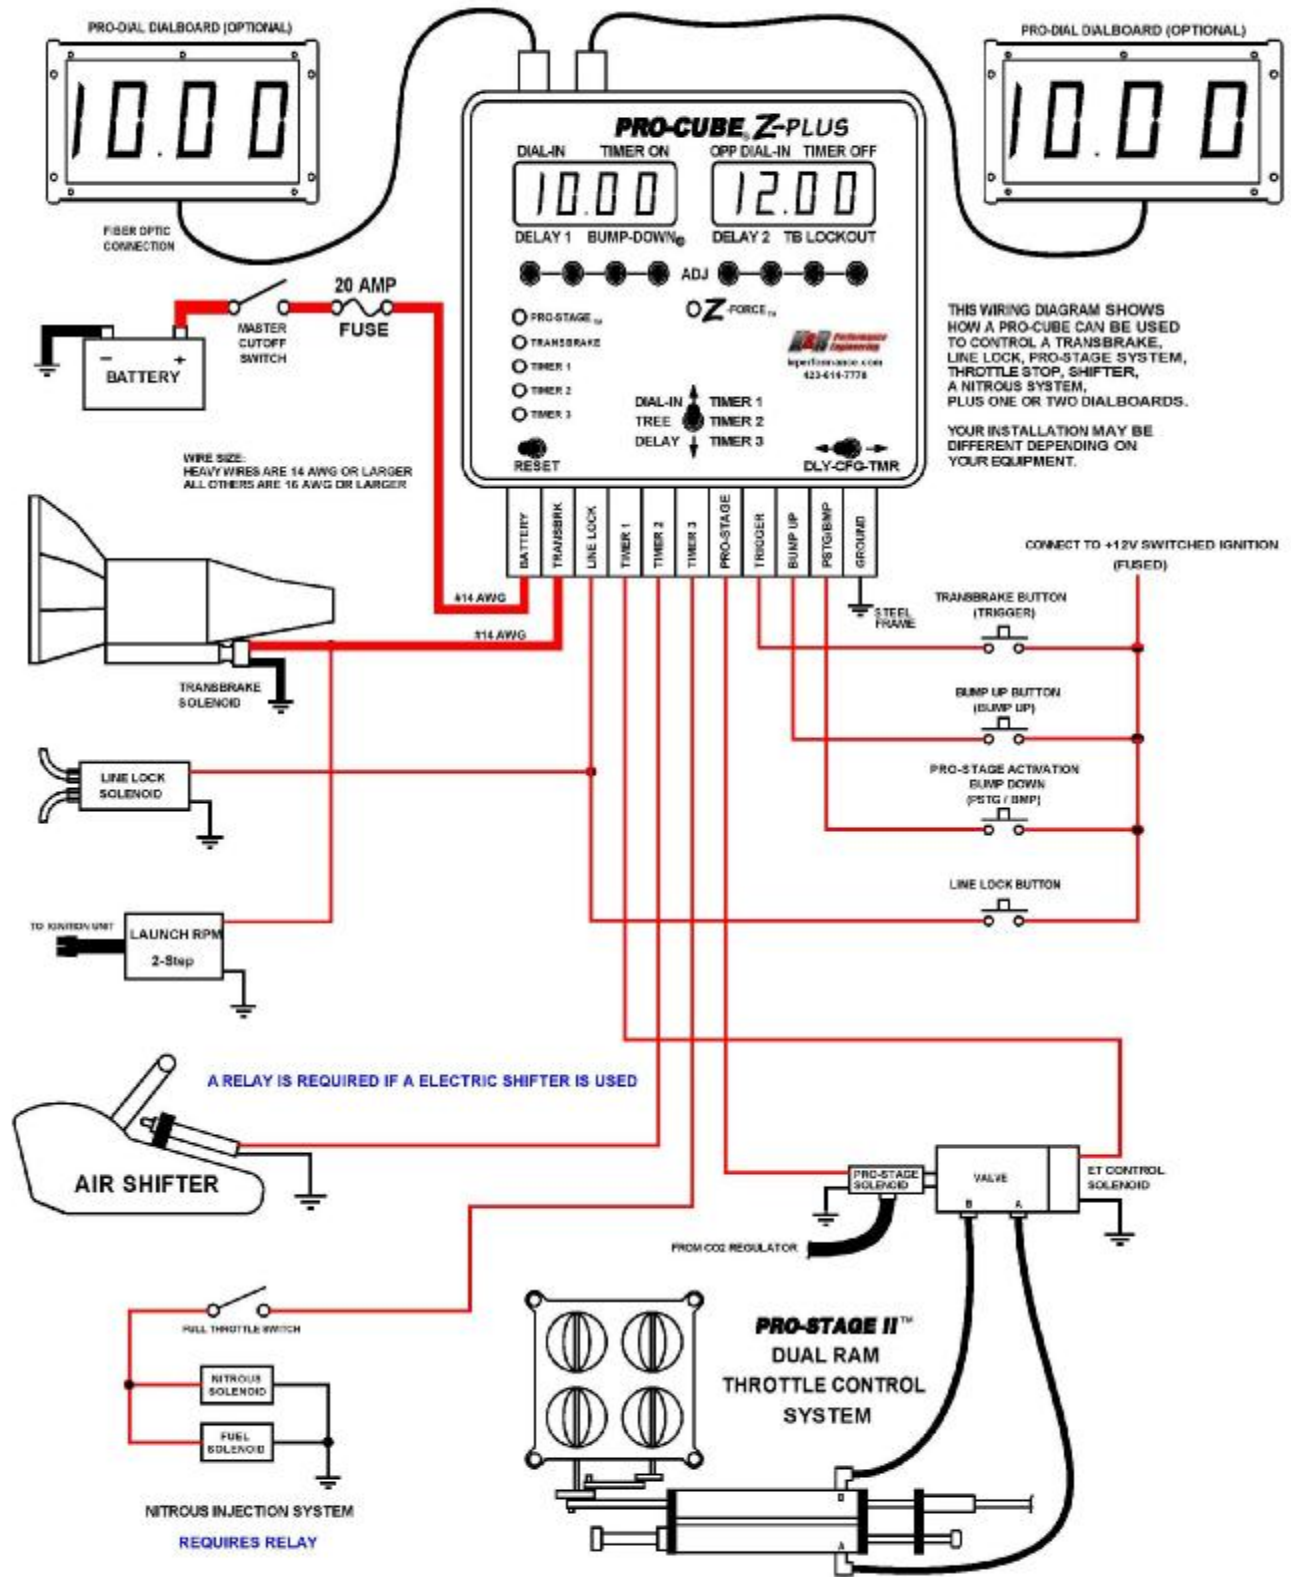 PRO-DIAL DIALBOARD (OPTIONAL)
PRO-DIAL DIALBOARD (OPTIONAL)
10.00
10.00
FIBER OPTIC
CONNECTION
PRO-CUBE Z-PLUS
DIAL-IN TIMER ON OPP DIAL-IN TIMER OFF
10.00 12.00
DELAY 1 BUMP-DOWN DELAY 2 TB LOCKOUT
ADJ
PRO-STAGE TM
TRANSBRAKE
TIMER 1
TIMER 2
TIMER 3
Z-FORCE TM
Performance
Engineering
423-614-7778
DIAL-IN TIMER 1
TREE TIMER 2
DELAY TIMER 3
RESET
DLY-CFG-TMR
20 AMP
FUSE
MASTER
CUTOFF
SWITCH
- +
BATTERY
THIS WIRING DIAGRAM SHOWS
HOW A PRO-CUBE CAN BE USED
TO CONTROL A TRANSBRAKE,
LINE LOCK, PRO-STAGE SYSTEM,
THROTTLE STOP, SHIFTER,
A NITROUS SYSTEM,
PLUS ONE OR TWO DIALBOARDS.
YOUR INSTALLATION MAY BE
DIFFERENT DEPENDING ON
YOUR EQUIPMENT.
WIRE SIZE:
HEAVY WIRES ARE 14 AWG OR LARGER
ALL OTHERS ARE 16 AWG OR LARGER
BATTERY
TRANSBRK
LINE LOCK
TIMER 1
TIMER 2
TIMER 3
PRO-STAGE
TRIGGER
BUMP UP
PSTG/BMP
GROUND
#14 AWG
#14 AWG
STEEL
FRAME
CONNECT TO +12V SWITCHED IGNITION
(FUSED)
TRANSBRAKE BUTTON
(TRIGGER)
TRANSBRAKE
SOLENOID
BUMP UP BUTTON
(BUMP UP)
PRO-STAGE ACTIVATION
BUMP DOWN
(PSTG / BMP)
LINE LOCK
SOLENOID
LINE LOCK BUTTON
TO IGNITION UNIT
LAUNCH RPM
2-Step
A RELAY IS REQUIRED IF A ELECTRIC SHIFTER IS USED
AIR SHIFTER
PRO-STAGE
SOLENOID
VALVE
B A
ET CONTROL
SOLENOID
FROM CO2 REGULATOR
FULL THROTTLE SWITCH
NITROUS
SOLENOID
FUEL
SOLENOID
NITROUS INJECTION SYSTEM
REQUIRES RELAY
PRO-STAGE II™
DUAL RAM
THROTTLE CONTROL
SYSTEM
B
A